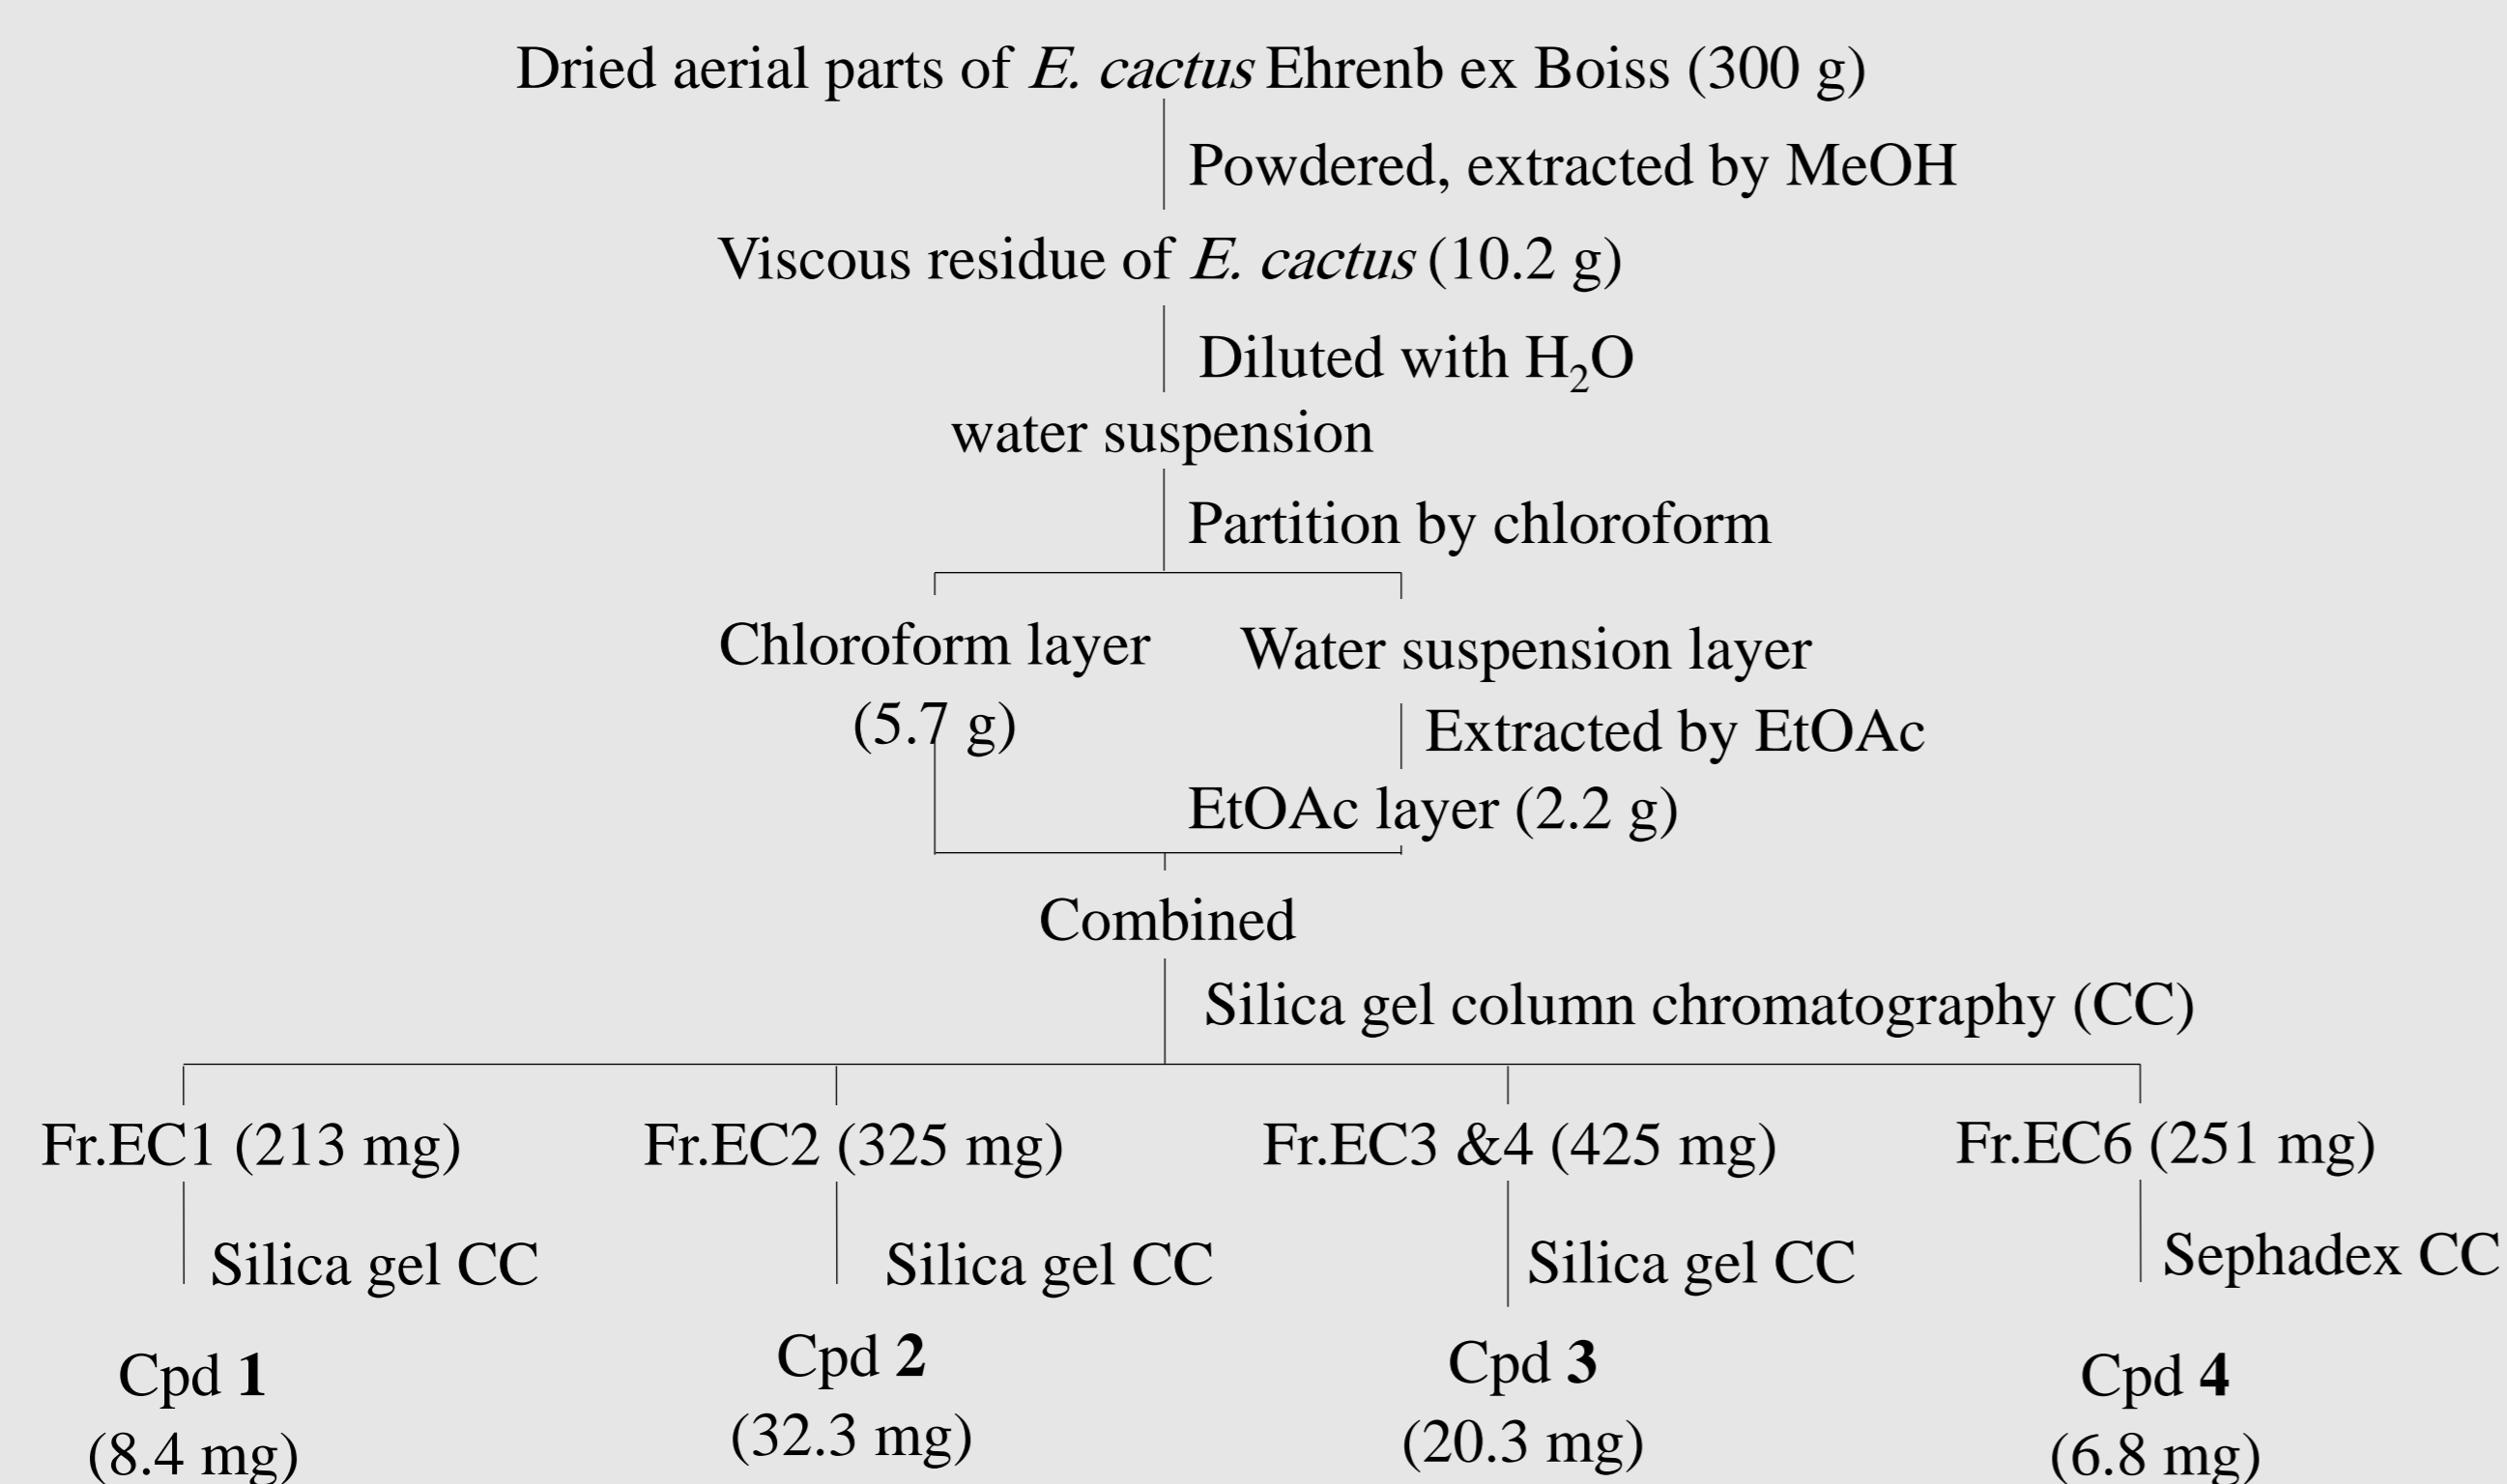 Dried aerial parts of E. cactus Ehrenb ex Boiss (300 g)
Powdered, extracted by MeOH
Viscous residue of E. cactus (10.2 g)
Diluted with H₂O
water suspension
Partition by chloroform
Chloroform layer
(5.7 g)
Water suspension layer
Extracted by EtOAc
EtOAc layer (2.2 g)
Combined
Silica gel column chromatography (CC)
Fr.EC1 (213 mg)
Fr.EC2 (325 mg)
Fr.EC3 &4 (425 mg)
Fr.EC6 (251 mg)
Silica gel CC
Silica gel CC
Silica gel CC
Sephadex CC
Cpd 1
(8.4 mg)
Cpd 2
(32.3 mg)
Cpd 3
(20.3 mg)
Cpd 4
(6.8 mg)